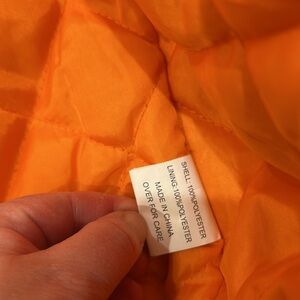 SHELL: 100%POLYESTER
LINING:100%POLYESTER
MADE IN CHINA
OVER FOR CARE